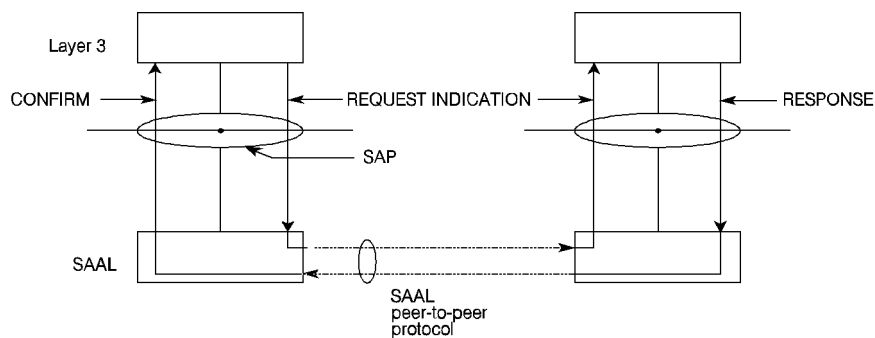 Layer 3
CONFIRM
REQUEST INDICATION
RESPONSE
SAP
SAAL
SAAL
peer-to-peer
protocol